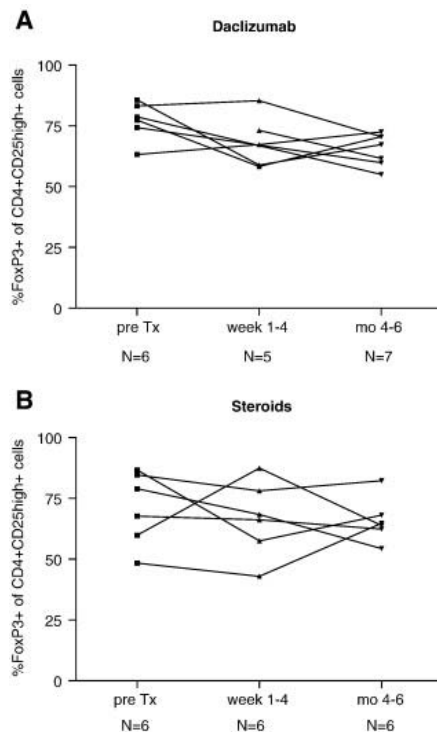 A
Daclizumab
%FoxP3+ of CD4+CD25high+ cells
100
75
50
25
0
pre Tx week 1-4 mo 4-6
N=6 N=5 N=7
B
Steroids
%FoxP3+ of CD4+CD25high+ cells
100
75
50
25
0
pre Tx week 1-4 mo 4-6
N=6 N=6 N=6